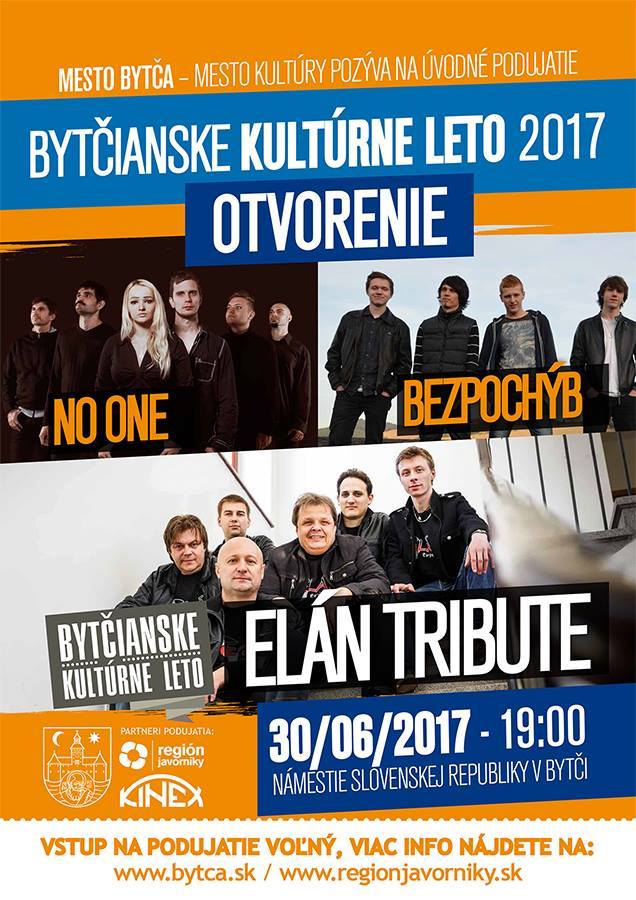 MESTO BYTČA – MESTO KULTÚRY POZÝVA NA ÚVODNÉ PODUJATIE
BYTČIANSKE KULTÚRNE LETO 2017
OTVORENIE
NO ONE
BEZPOCHÝB
BYTČIANSKE
KULTÚRNE LETO
ELÁN TRIBUTE
30/06/2017 - 19:00
NÁMESTIE SLOVENSKEJ REPUBLIKY V BYTČI
PARTNERI PODUJATIA:
región
javorníky
KINEX
VSTUP NA PODUJATIE VOĽNÝ, VIAC INFO NÁJDETE NA:
www.bytca.sk / www.regionjavorniky.sk